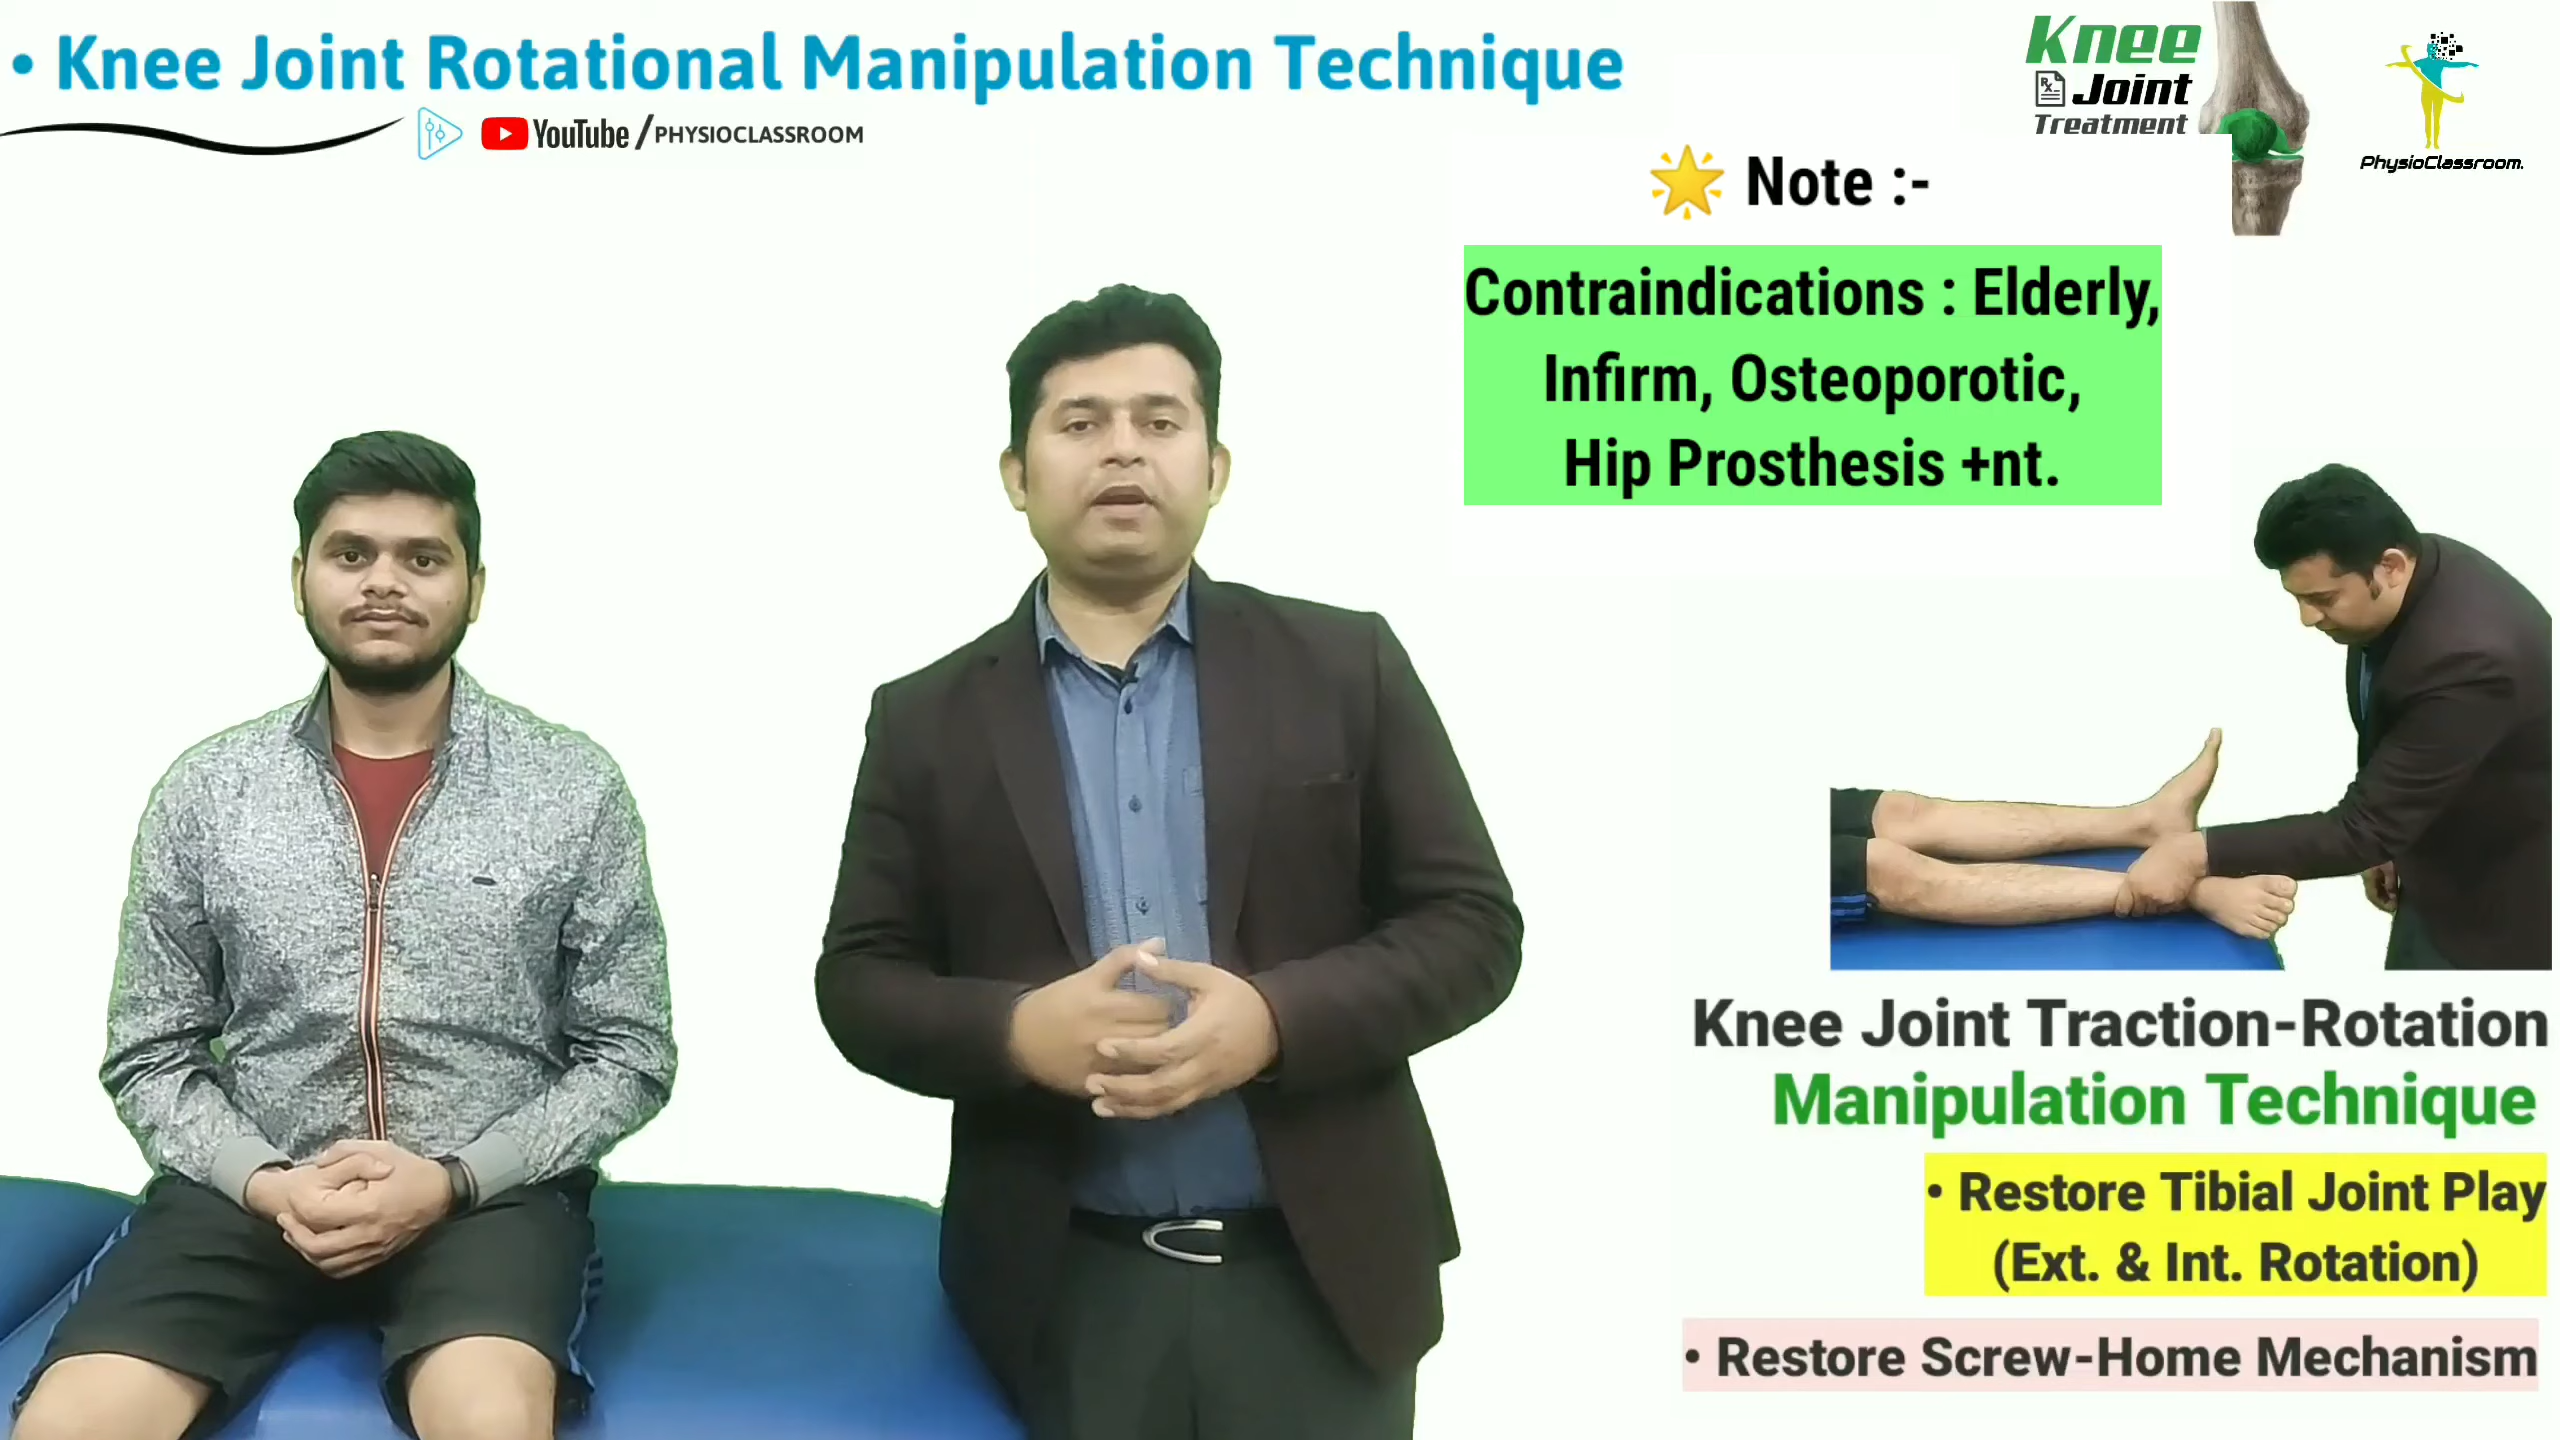 • Knee Joint Rotational Manipulation Technique
YouTube /PHYSIOCLASSROOM
Knee
Rx
Joint
Treatment
PhysioClassroom.
Note :-
Contraindications : Elderly,
Infirm, Osteoporotic,
Hip Prosthesis +nt.
Knee Joint Traction-Rotation
Manipulation Technique
• Restore Tibial Joint Play
(Ext. & Int. Rotation)
• Restore Screw-Home Mechanism